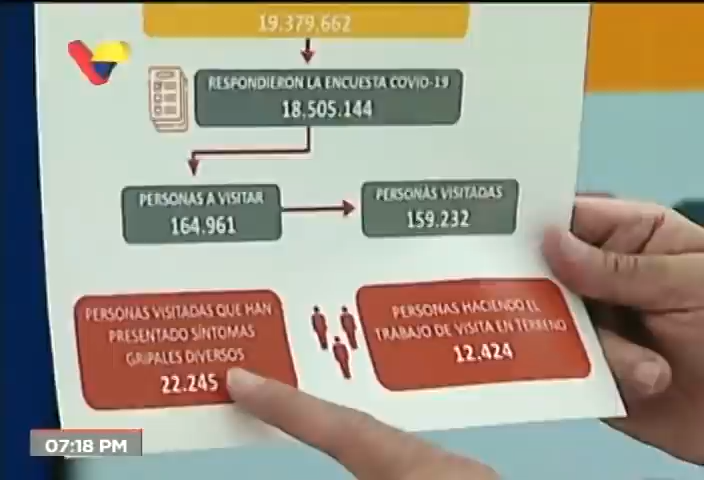 19.379.662
RESPONDIERON LA ENCUESTA COVID-19
18.505.144
PERSONAS A VISITAR
164.961
PERSONAS VISITADAS
159.232
PERSONAS VISITADAS QUE HAN
PRESENTADO SÍNTOMAS
GRIPALES DIVERSOS
22.245
PERSONAS HACIENDO EL
TRABAJO DE VISITA EN TERRENO
12.424
07:18 PM